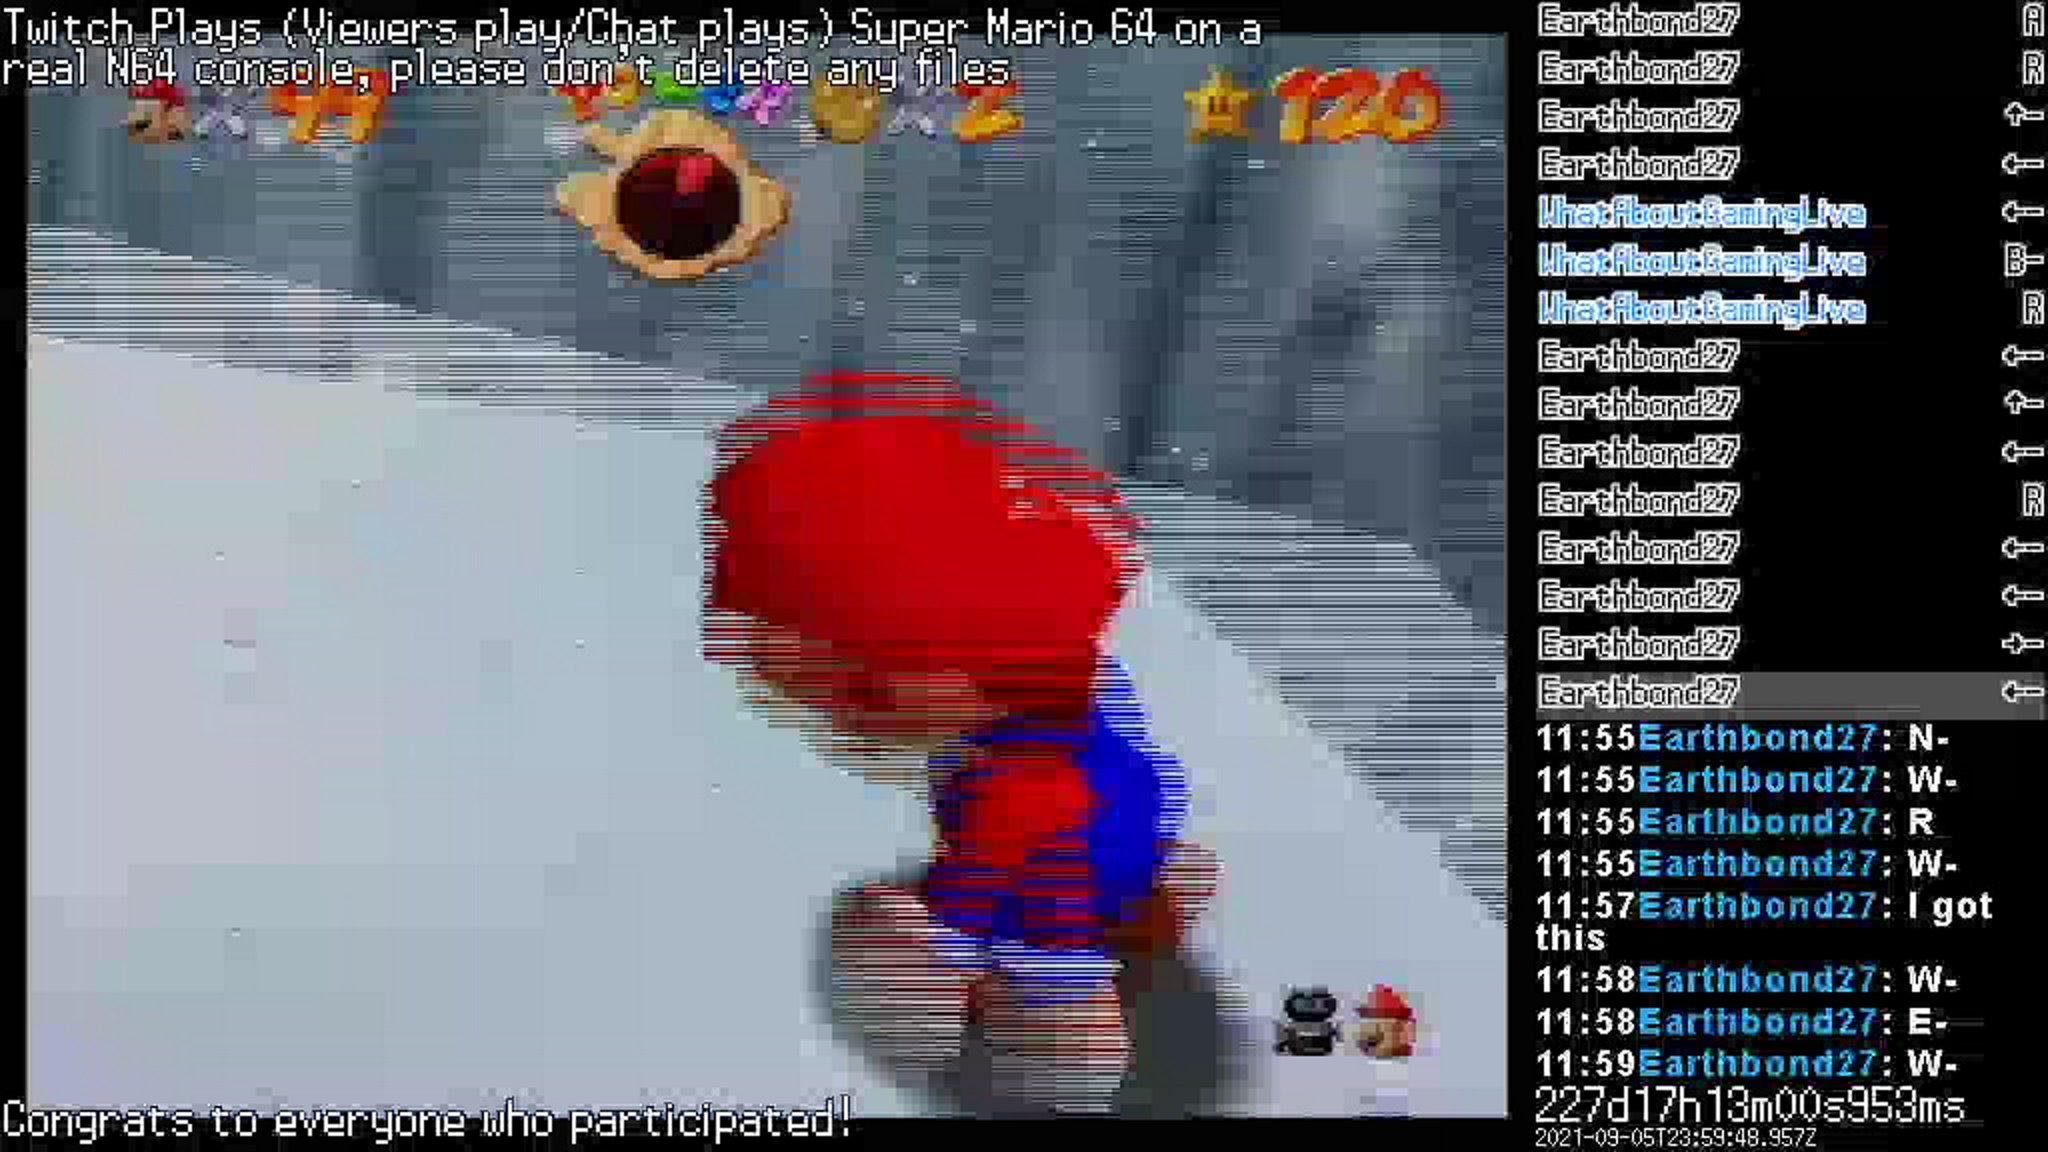 Twitch Plays (Viewers play/Chat plays) Super Mario 64 on a
real N64 console, please don't delete any files
2
120
Congrats to everyone who participated!
Earthbond27 A
Earthbond27 R
Earthbond27 ↑-
Earthbond27 ←-
WhatAboutGamingLive ←-
WhatAboutGamingLive B-
WhatAboutGamingLive R
Earthbond27 ←-
Earthbond27 ↑-
Earthbond27 ←-
Earthbond27 R
Earthbond27 ←-
Earthbond27 ←-
Earthbond27 →-
Earthbond27 ←-
11:55Earthbond27: N-
11:55Earthbond27: W-
11:55Earthbond27: R
11:55Earthbond27: W-
11:57Earthbond27: I got
this
11:58Earthbond27: W-
11:58Earthbond27: E-
11:59Earthbond27: W-
227d17h13m00s953ms
2021-09-05T23:59:48.957Z